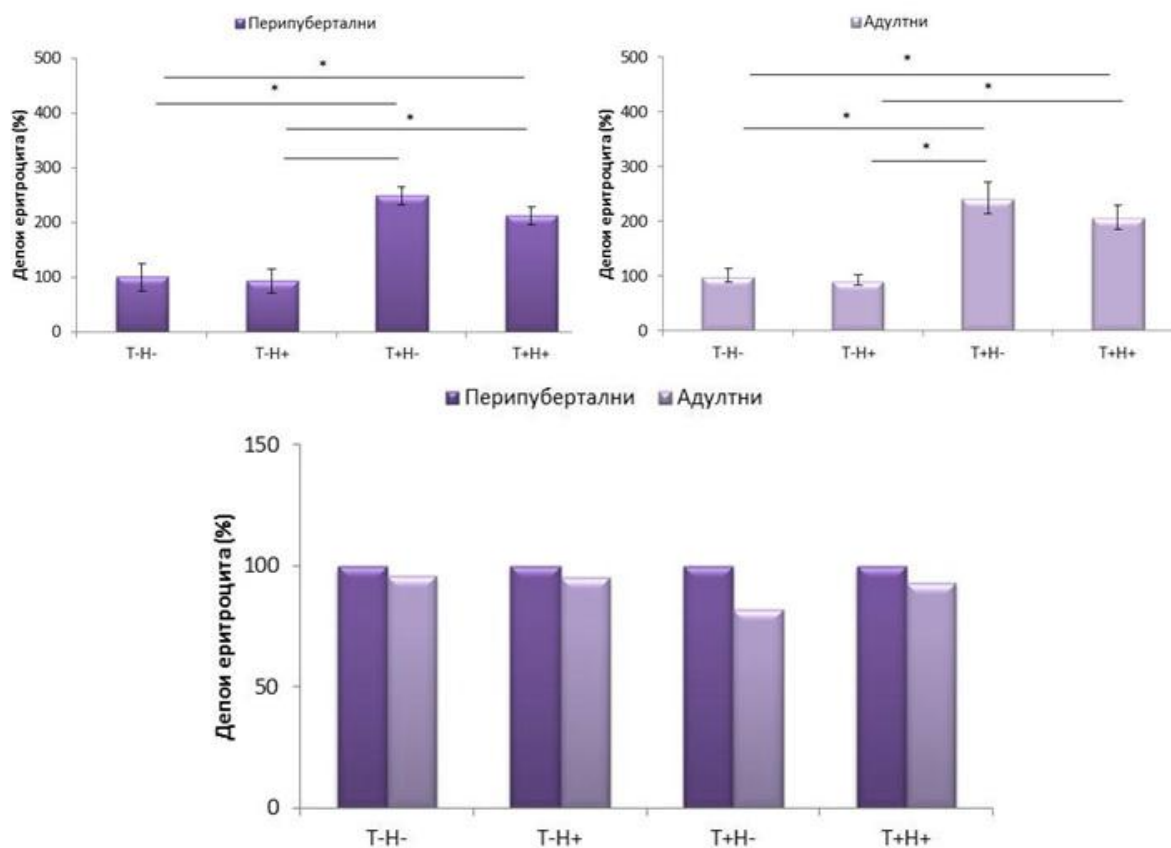 Перипубертални
Депои еритроцита (%)
500
400
300
200
100
0
*
*
*
Т-Н-
Т-Н+
Т+Н-
Т+Н+
Адултни
Депои еритроцита (%)
500
400
300
200
100
0
*
*
*
*
Т-Н-
Т-Н+
Т+Н-
Т+Н+
Перипубертални Адултни
Депои еритроцита (%)
150
100
50
0
Т-Н-
Т-Н+
Т+Н-
Т+Н+